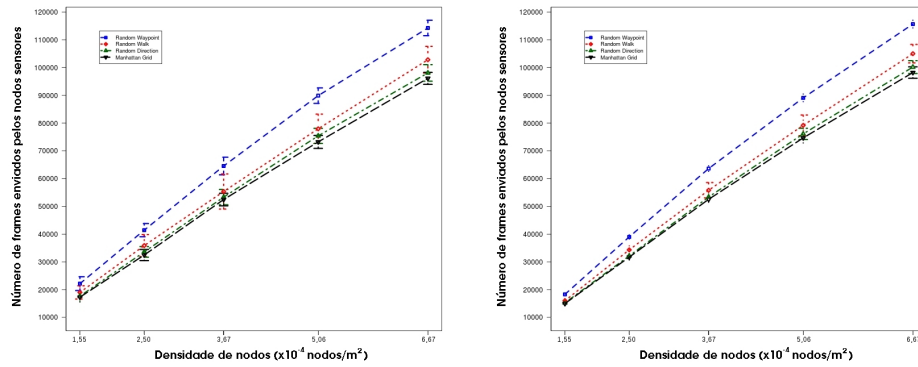 Número de frames enviados pelos nodos sensores
120000
110000
100000
90000
80000
70000
60000
50000
40000
30000
20000
10000
Random Waypoint
Random Walk
Random Direction
Manhattan Grid
1,55
2,50
3,67
5,06
6,67
Densidade de nodos (x10⁻⁴ nodos/m²)
Número de frames enviados pelos nodos sensores
120000
110000
100000
90000
80000
70000
60000
50000
40000
30000
20000
10000
Random Waypoint
Random Walk
Random Direction
Manhattan Grid
1,55
2,50
3,67
5,06
6,67
Densidade de nodos (x10⁻⁴ nodos/m²)